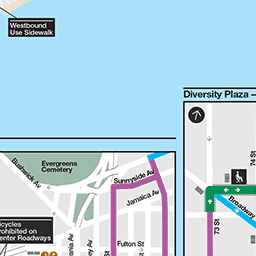 Westbound
Use Sidewalk
Diversity Plaza –
Evergreens
Cemetery
Bushwick Av
Sunnyside Av
Jamaica Av
74 St
Broadway
73 St
Fulton St
icycles
rohibited on
enter Roadways